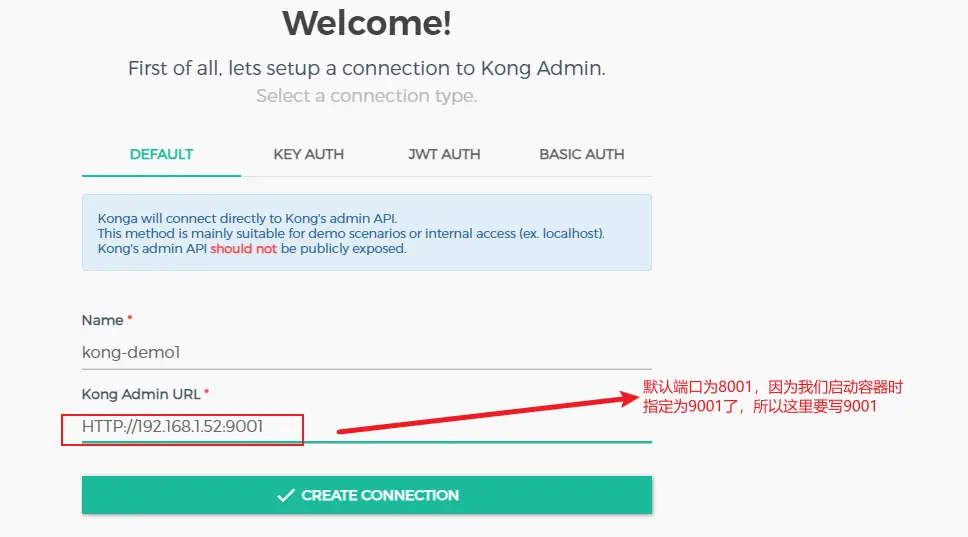 Welcome!
First of all, lets setup a connection to Kong Admin.
Select a connection type.
DEFAULT KEY AUTH JWT AUTH BASIC AUTH
Konga will connect directly to Kong's admin API.
This method is mainly suitable for demo scenarios or internal access (ex. localhost).
Kong's admin API should not be publicly exposed.
Name *
kong-demo1
Kong Admin URL *
HTTP://192.168.1.52:9001
默认端口为8001，因为我们启动容器时
指定为9001了，所以这里要写9001
CREATE CONNECTION